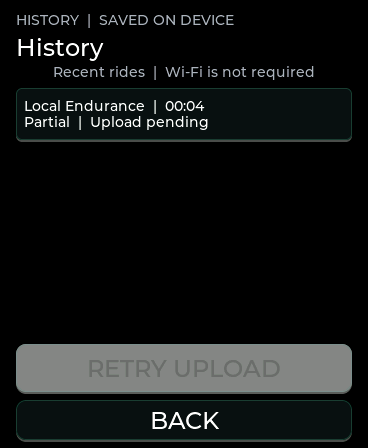 HISTORY | SAVED ON DEVICE
History
Recent rides | Wi-Fi is not required
Local Endurance | 00:04
Partial | Upload pending
RETRY UPLOAD
BACK